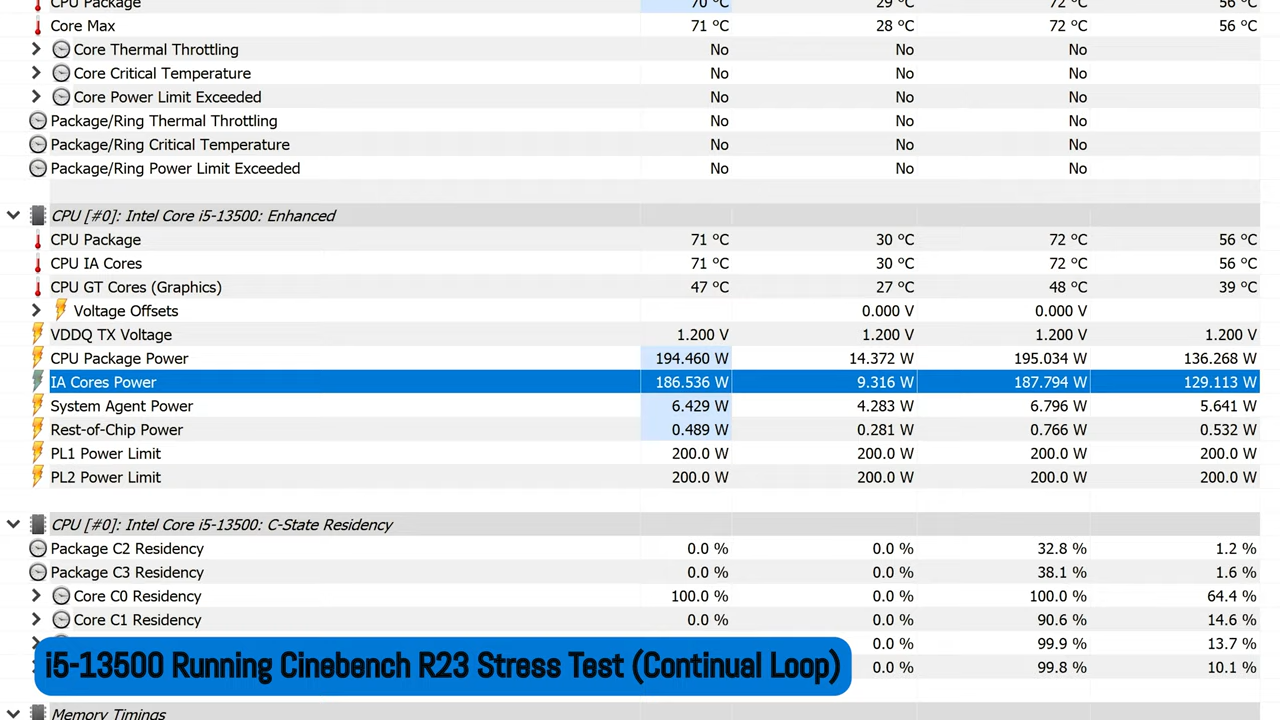 CPU Package 70 °C 29 °C 72 °C 56 °C
Core Max 71 °C 28 °C 72 °C 56 °C
Core Thermal Throttling No No No
Core Critical Temperature No No No
Core Power Limit Exceeded No No No
Package/Ring Thermal Throttling No No No
Package/Ring Critical Temperature No No No
Package/Ring Power Limit Exceeded No No No
CPU [#0]: Intel Core i5-13500: Enhanced
CPU Package 71 °C 30 °C 72 °C 56 °C
CPU IA Cores 71 °C 30 °C 72 °C 56 °C
CPU GT Cores (Graphics) 47 °C 27 °C 48 °C 39 °C
Voltage Offsets 0.000 V 0.000 V
VDDQ TX Voltage 1.200 V 1.200 V 1.200 V 1.200 V
CPU Package Power 194.460 W 14.372 W 195.034 W 136.268 W
IA Cores Power 186.536 W 9.316 W 187.794 W 129.113 W
System Agent Power 6.429 W 4.283 W 6.796 W 5.641 W
Rest-of-Chip Power 0.489 W 0.281 W 0.766 W 0.532 W
PL1 Power Limit 200.0 W 200.0 W 200.0 W 200.0 W
PL2 Power Limit 200.0 W 200.0 W 200.0 W 200.0 W
CPU [#0]: Intel Core i5-13500: C-State Residency
Package C2 Residency 0.0 % 0.0 % 32.8 % 1.2 %
Package C3 Residency 0.0 % 0.0 % 38.1 % 1.6 %
Core C0 Residency 100.0 % 0.0 % 100.0 % 64.4 %
Core C1 Residency 0.0 % 0.0 % 90.6 % 14.6 %
0.0 % 99.9 % 13.7 %
0.0 % 99.8 % 10.1 %
i5-13500 Running Cinebench R23 Stress Test (Continual Loop)
Memory Timings